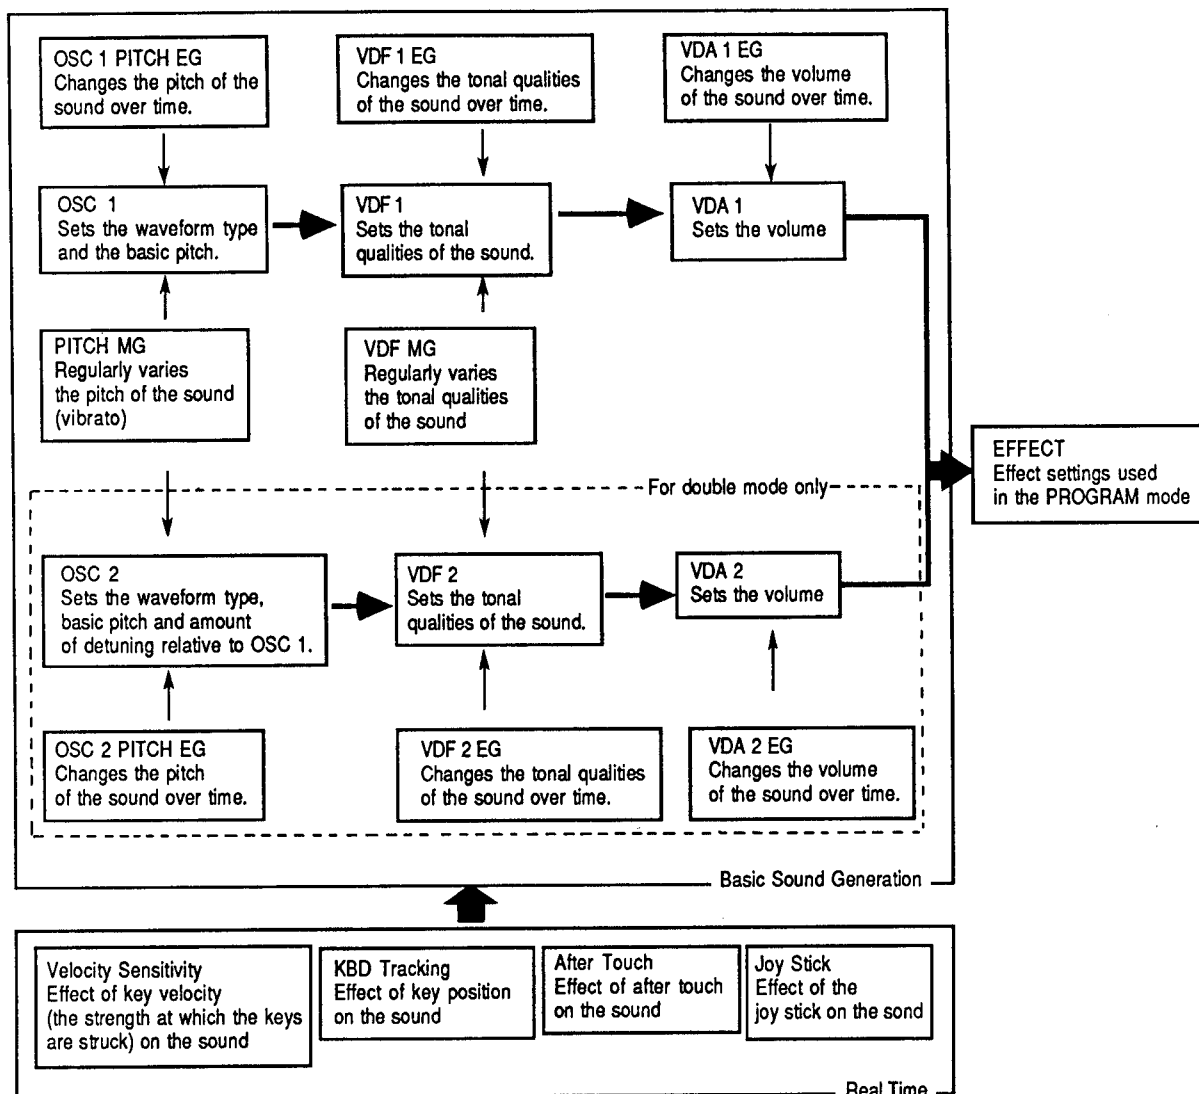 OSC 1 PITCH EG
Changes the pitch of the
sound over time.
VDF 1 EG
Changes the tonal qualities
of the sound over time.
VDA 1 EG
Changes the volume
of the sound over time.
OSC 1
Sets the waveform type
and the basic pitch.
VDF 1
Sets the tonal
qualities of the sound.
VDA 1
Sets the volume
PITCH MG
Regularly varies
the pitch of the sound
(vibrato)
VDF MG
Regularly varies
the tonal qualities
of the sound
EFFECT
Effect settings used
in the PROGRAM mode
For double mode only
OSC 2
Sets the waveform type,
basic pitch and amount
of detuning relative to OSC 1.
VDF 2
Sets the tonal
qualities of the sound.
VDA 2
Sets the volume
OSC 2 PITCH EG
Changes the pitch
of the sound over time.
VDF 2 EG
Changes the tonal qualities
of the sound over time.
VDA 2 EG
Changes the volume
of the sound over time.
Basic Sound Generation
Velocity Sensitivity
Effect of key velocity
(the strength at which the keys
are struck) on the sound
KBD Tracking
Effect of key position
on the sound
After Touch
Effect of after touch
on the sound
Joy Stick
Effect of the
joy stick on the sond
Real Time